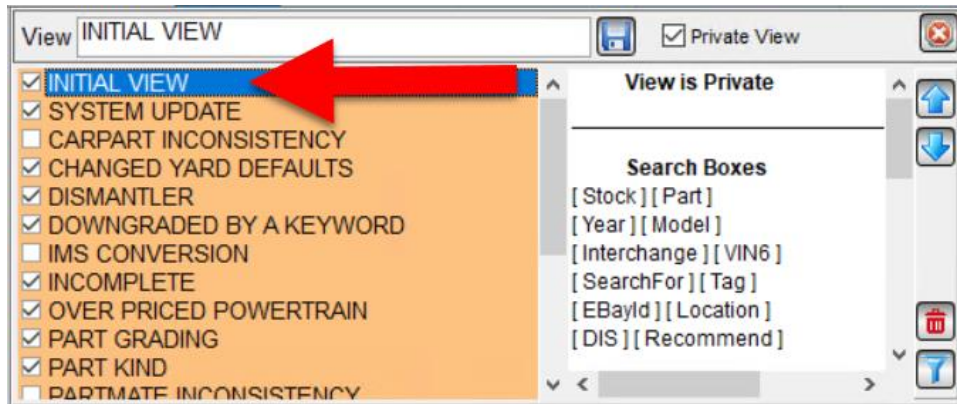 View INITIAL VIEW Private View
INITIAL VIEW
SYSTEM UPDATE
CARPART INCONSISTENCY
CHANGED YARD DEFAULTS
DISMANTLER
DOWNGRADED BY A KEYWORD
IMS CONVERSION
INCOMPLETE
OVER PRICED POWERTRAIN
PART GRADING
PART KIND
PARTMATE INCONSISTENCY
View is Private
Search Boxes
[ Stock ] [ Part ]
[ Year ] [ Model ]
[ Interchange ] [ VIN6 ]
[ SearchFor ] [ Tag ]
[ EBayId ] [ Location ]
[ DIS ] [ Recommend ]